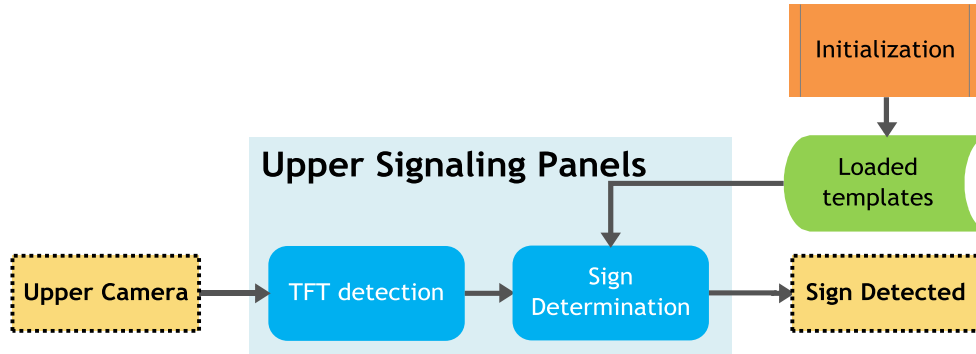 Initialization
Upper Signaling Panels
Loaded
templates
Upper Camera
TFT detection
Sign
Determination
Sign Detected